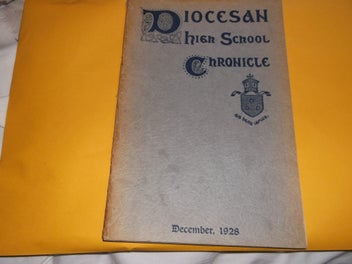 Diocesan
High School
Chronicle
December, 1928